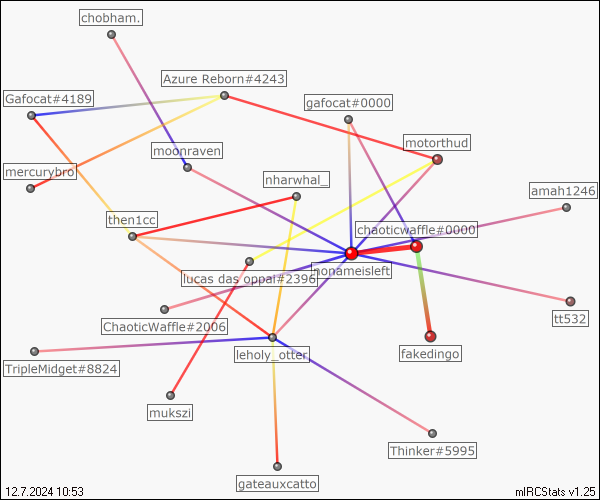 chobham.
Azure Reborn#4243
Gafocat#4189
gafocat#0000
motorthud
moonraven
mercurybro
nharwhal_
amah1246
then1cc
chaoticwaffle#0000
nonameisleft
lucas das oppai#2396
tt532
ChaoticWaffle#2006
leholy_otter
fakedingo
TripleMidget#8824
mukszi
Thinker#5995
gateauxcatto
12.7.2024 10:53
mIRCStats v1.25